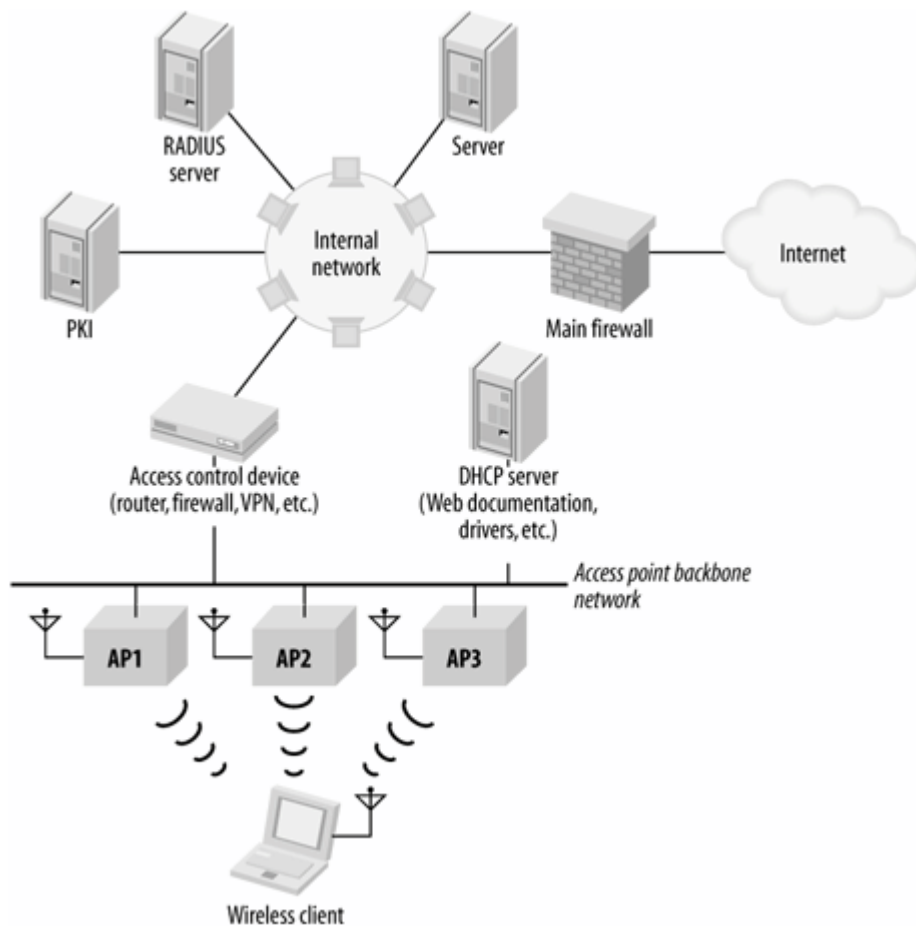 RADIUS
server
Server
PKI
Internal
network
Main firewall
Internet
Access control device
(router, firewall, VPN, etc.)
DHCP server
(Web documentation,
drivers, etc.)
Access point backbone
network
AP1
AP2
AP3
Wireless client